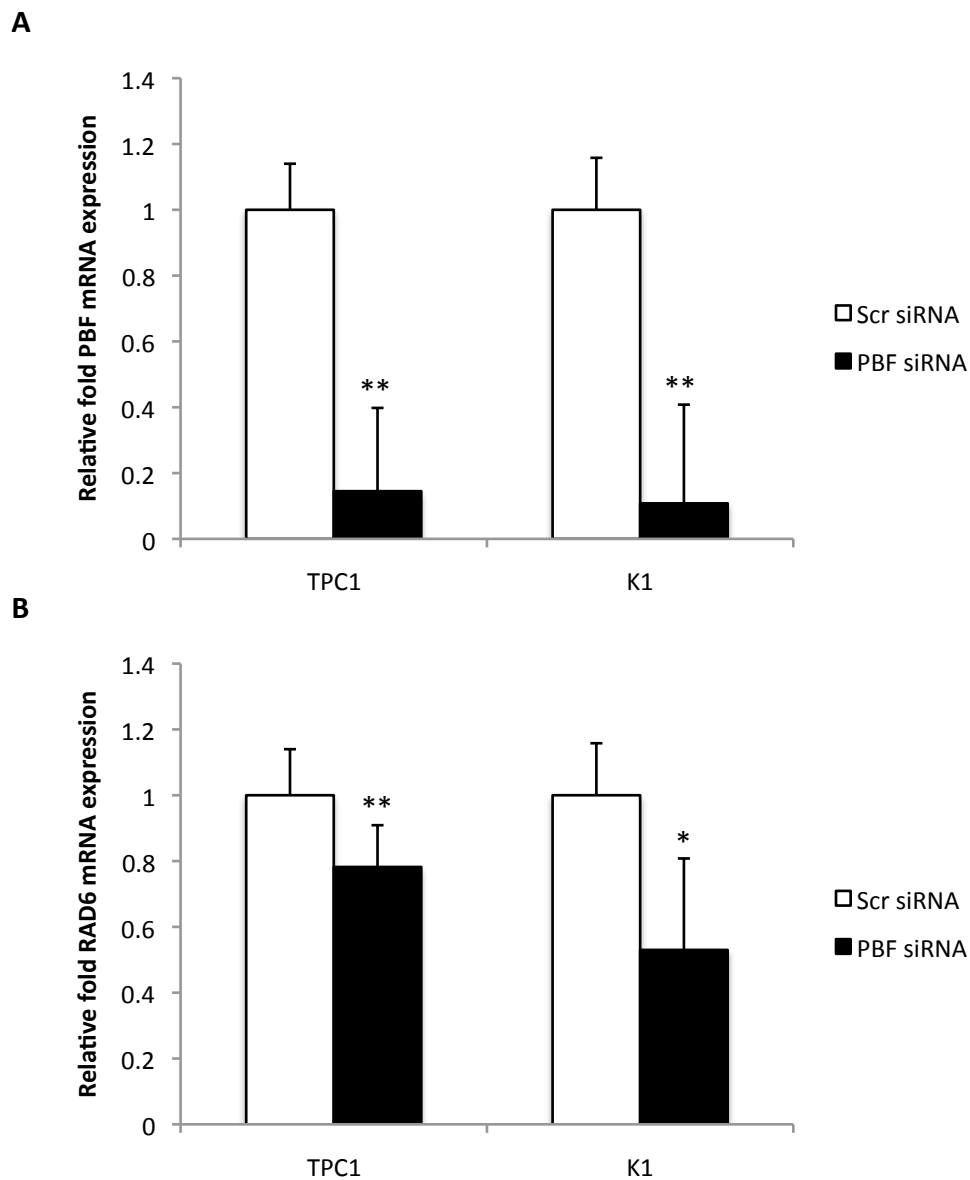 A
Relative fold PBF mRNA expression
1.4
1.2
1
0.8
0.6
0.4
0.2
0
**
**
TPC1
K1
Scr siRNA
PBF siRNA
B
Relative fold RAD6 mRNA expression
1.4
1.2
1
0.8
0.6
0.4
0.2
0
**
*
TPC1
K1
Scr siRNA
PBF siRNA